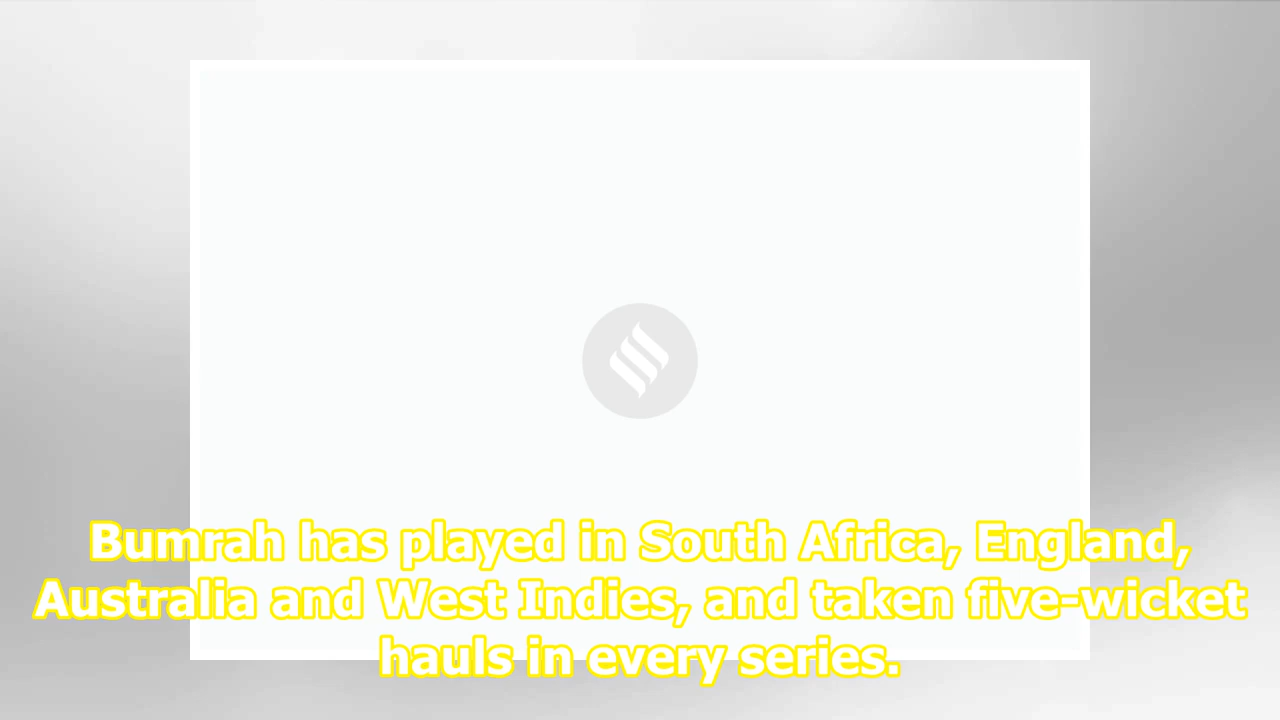 Bumrah has played in South Africa, England,
Australia and West Indies, and taken five-wicket
hauls in every series.